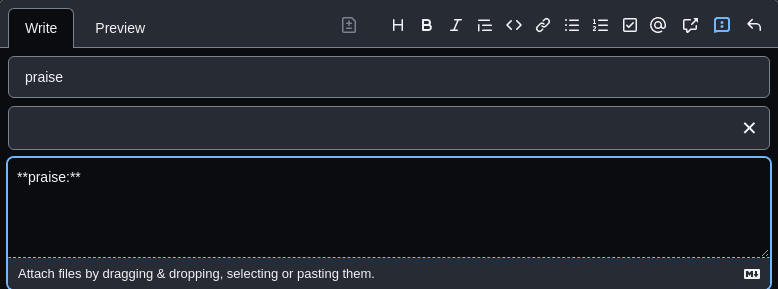 Write Preview
praise
**praise:**
Attach files by dragging & dropping, selecting or pasting them.